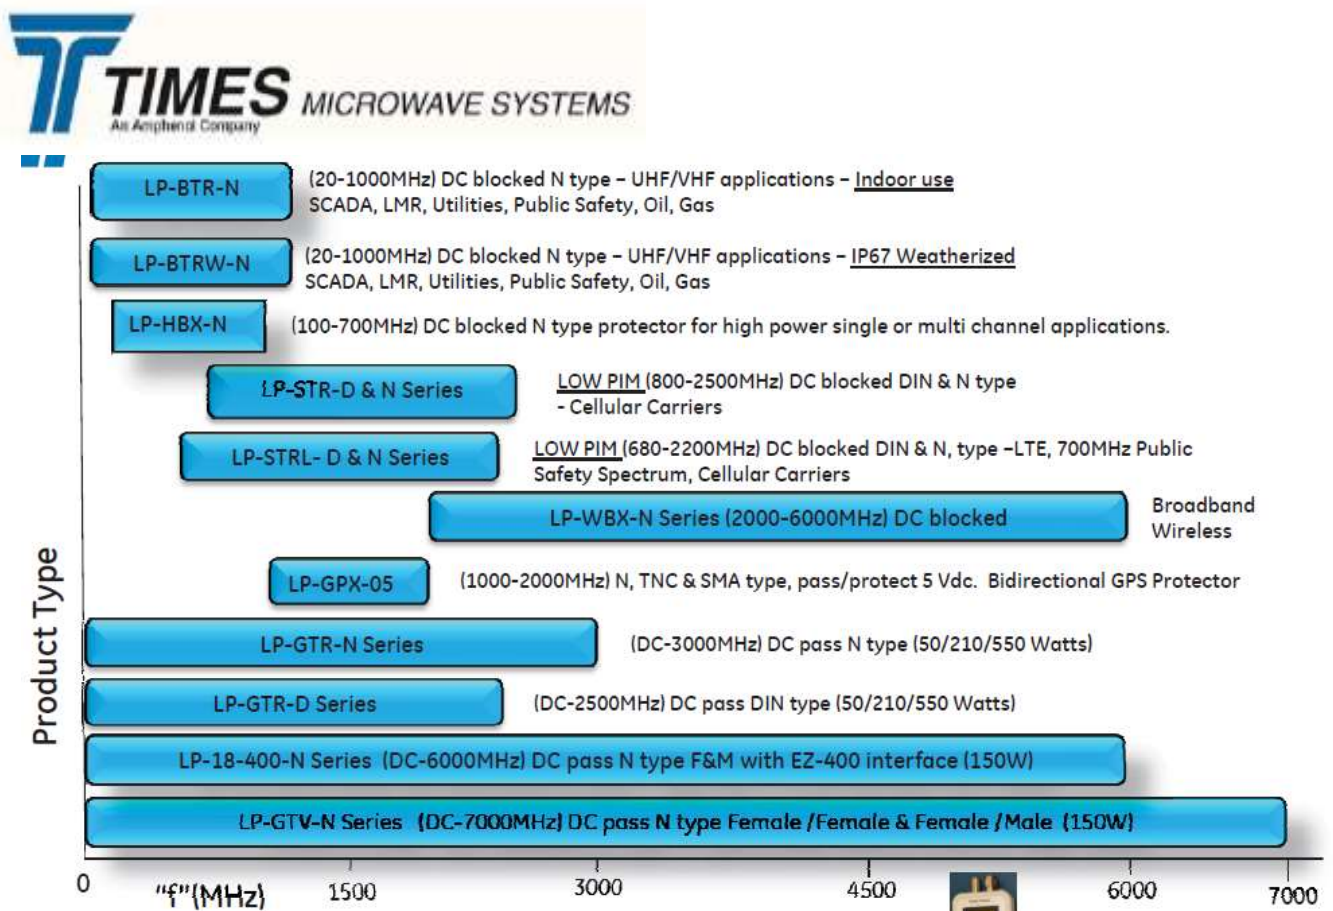 TIMES MICROWAVE SYSTEMS
An Amphenol Company
LP-BTR-N
(20-1000MHz) DC blocked N type – UHF/VHF applications – Indoor use
SCADA, LMR, Utilities, Public Safety, Oil, Gas
LP-BTRW-N
(20-1000MHz) DC blocked N type – UHF/VHF applications – IP67 Weatherized
SCADA, LMR, Utilities, Public Safety, Oil, Gas
LP-HBX-N
(100-700MHz) DC blocked N type protector for high power single or multi channel applications.
LP-STR-D & N Series
LOW PIM (800-2500MHz) DC blocked DIN & N type
- Cellular Carriers
LP-STRL- D & N Series
LOW PIM (680-2200MHz) DC blocked DIN & N, type –LTE, 700MHz Public
Safety Spectrum, Cellular Carriers
LP-WBX-N Series (2000-6000MHz) DC blocked
Broadband
Wireless
LP-GPX-05
(1000-2000MHz) N, TNC & SMA type, pass/protect 5 Vdc. Bidirectional GPS Protector
LP-GTR-N Series
(DC-3000MHz) DC pass N type (50/210/550 Watts)
LP-GTR-D Series
(DC-2500MHz) DC pass DIN type (50/210/550 Watts)
LP-18-400-N Series (DC-6000MHz) DC pass N type F&M with EZ-400 interface (150W)
LP-GTV-N Series (DC-7000MHz) DC pass N type Female /Female & Female /Male (150W)
Product Type
0
"f"(MHz)
1500
3000
4500
6000
7000